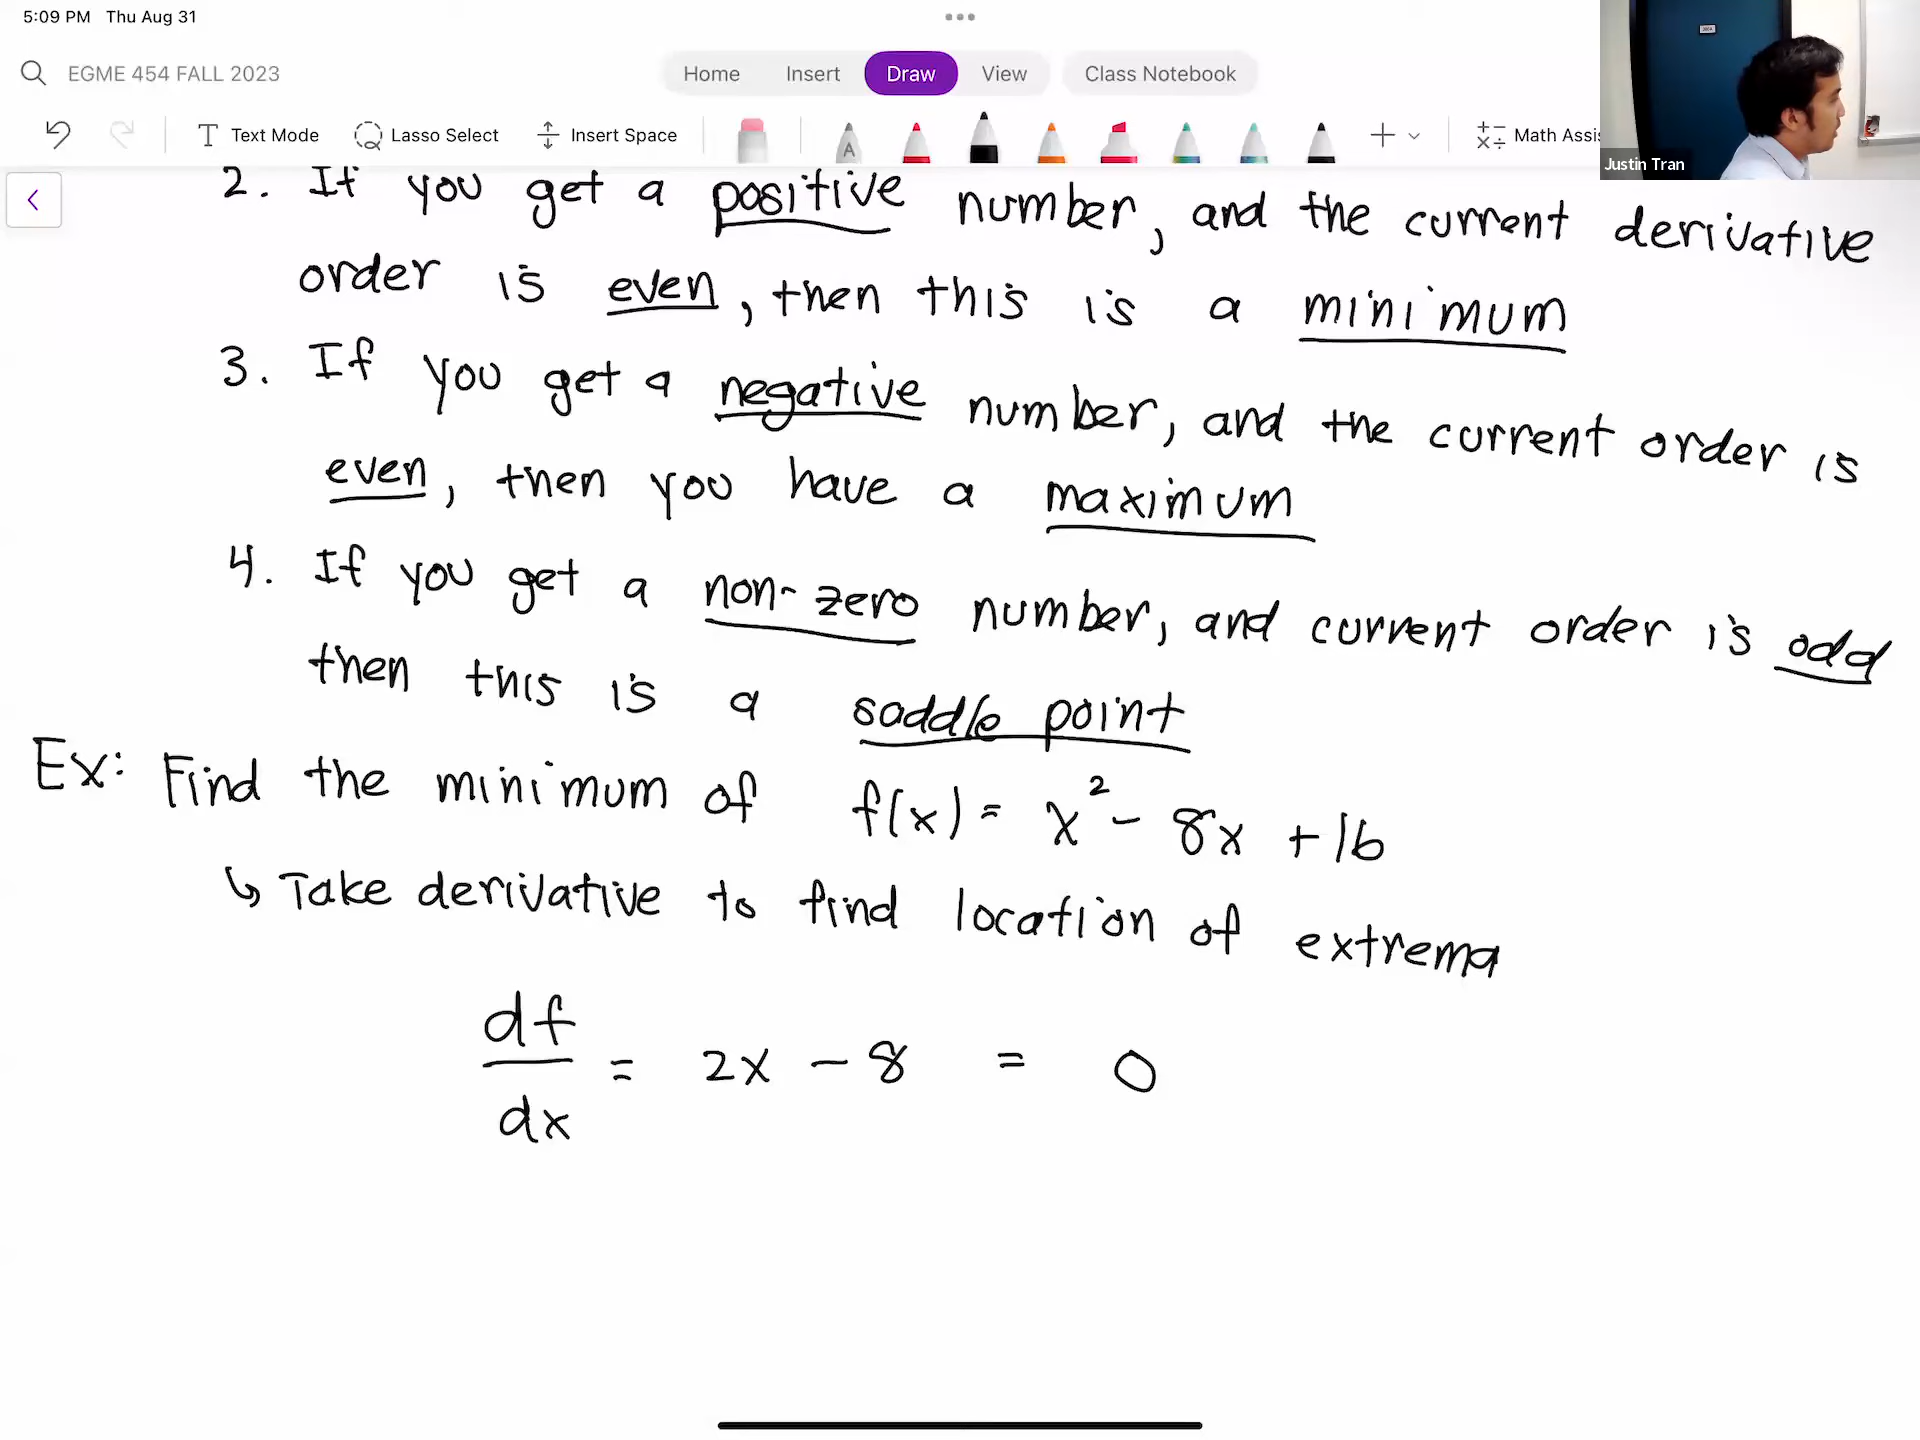 5:09 PM Thu Aug 31
EGME 454 FALL 2023
Home Insert Draw View Class Notebook
Text Mode Lasso Select Insert Space Math Assis
Justin Tran
2. If you get a positive number, and the current derivative
order is even, then this is a minimum
3. If you get a negative number, and the current order is
even, then you have a maximum
4. If you get a non-zero number, and current order is odd
then this is a saddle point
Ex: Find the minimum of f(x) = x² - 8x + 16
↳ Take derivative to find location of extrema
df/dx = 2x - 8 = 0